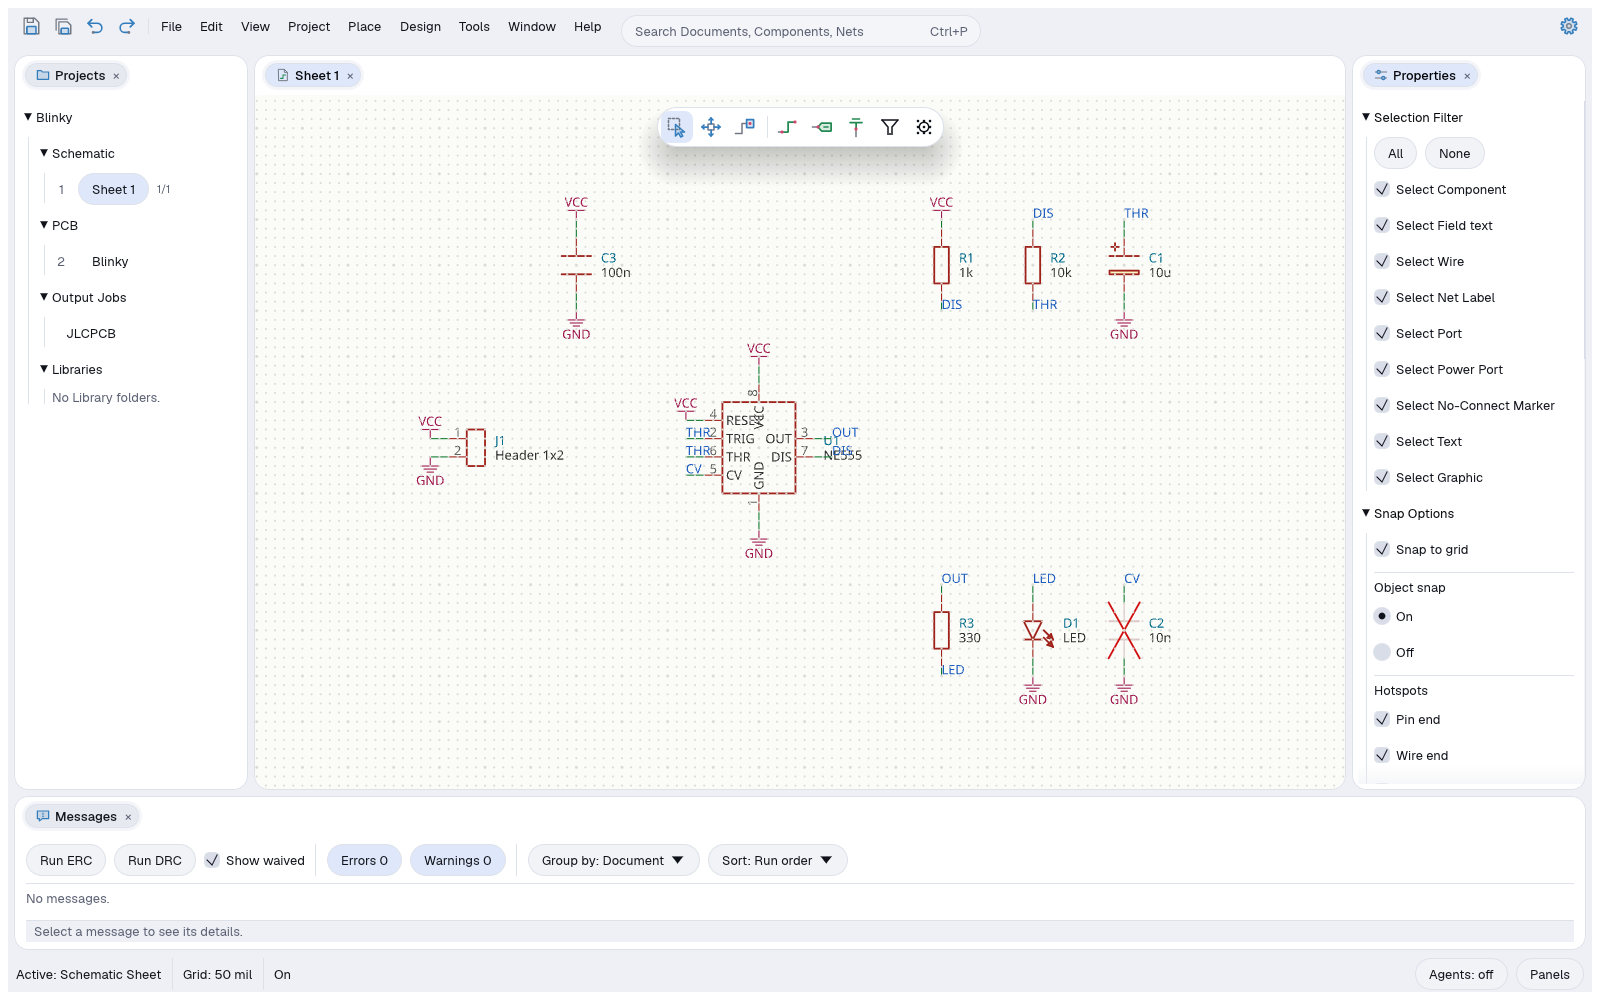 File Edit View Project Place Design Tools Window Help
Search Documents, Components, Nets Ctrl+P
Projects ×
Blinky
Schematic
1 Sheet 1 1/1
PCB
2 Blinky
Output Jobs
JLCPCB
Libraries
No Library folders.
Sheet 1 ×
VCC
C3
100n
GND
VCC
R1
1k
DIS
DIS
R2
10k
THR
THR
C1
10u
GND
VCC
1
2
J1
Header 1x2
GND
VCC
8
VCC
VCC
4 RESET
THR 2 TRIG
THR 6 THR
CV 5 CV
OUT 3 OUT
DIS 7 DIS
U1
NE555
GND
1
GND
OUT
R3
330
LED
LED
D1
LED
GND
CV
C2
10n
GND
Properties ×
Selection Filter
All None
Select Component
Select Field text
Select Wire
Select Net Label
Select Port
Select Power Port
Select No-Connect Marker
Select Text
Select Graphic
Snap Options
Snap to grid
Object snap
On
Off
Hotspots
Pin end
Wire end
Messages ×
Run ERC Run DRC Show waived Errors 0 Warnings 0 Group by: Document Sort: Run order
No messages.
Select a message to see its details.
Active: Schematic Sheet Grid: 50 mil On
Agents: off Panels